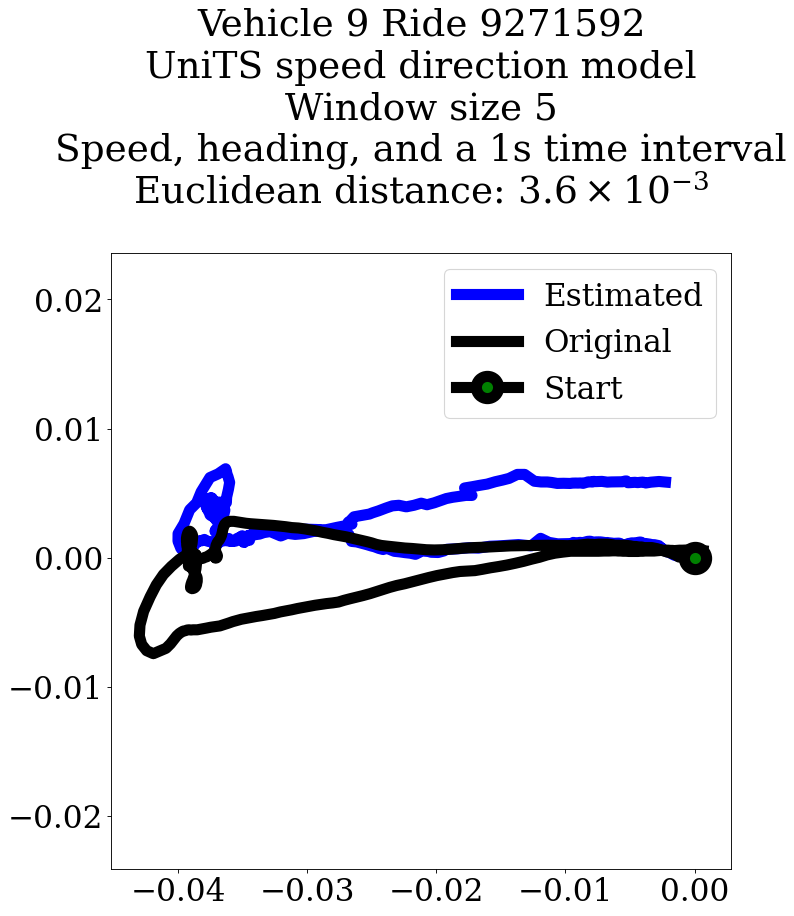 Vehicle 9 Ride 9271592
UniTS speed direction model
Window size 5
Speed, heading, and a 1s time interval
Euclidean distance: 3.6 × 10⁻³
Estimated
Original
Start
0.02
0.01
0.00
−0.01
−0.02
−0.04 −0.03 −0.02 −0.01 0.00